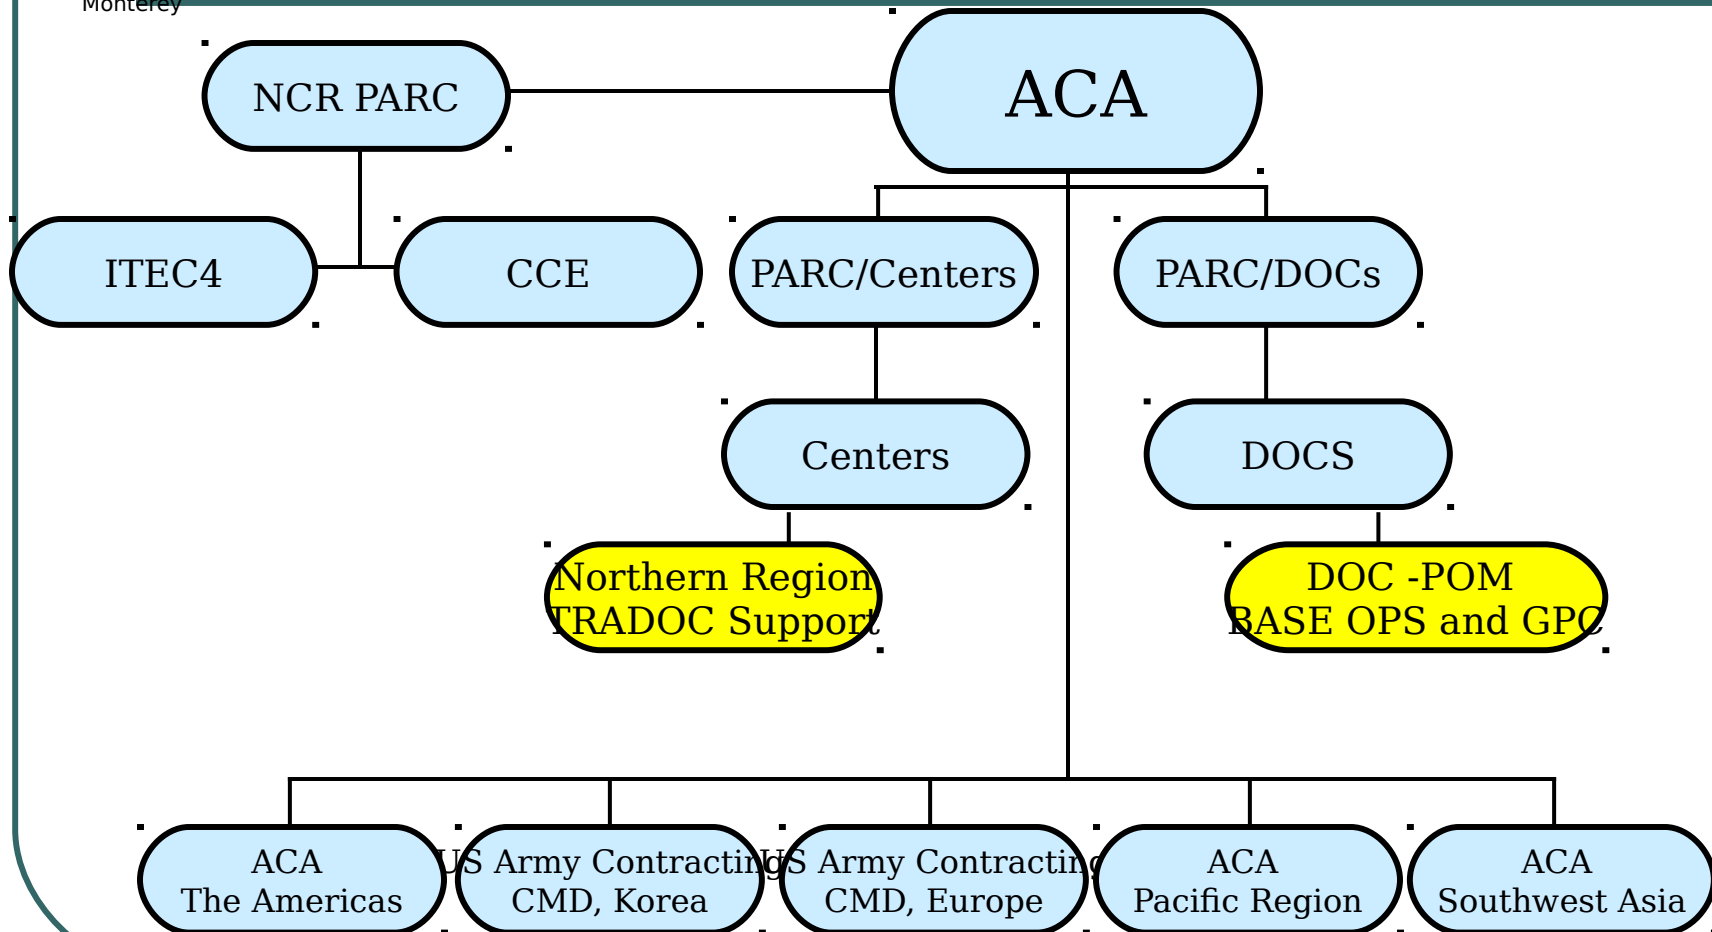 Monterey
ACA
NCR PARC
ITEC4
CCE
PARC/Centers
PARC/DOCs
Centers
DOCS
Northern Region
TRADOC Support
DOC -POM
BASE OPS and GPC
ACA
The Americas
US Army Contracting
CMD, Korea
US Army Contracting
CMD, Europe
ACA
Pacific Region
ACA
Southwest Asia